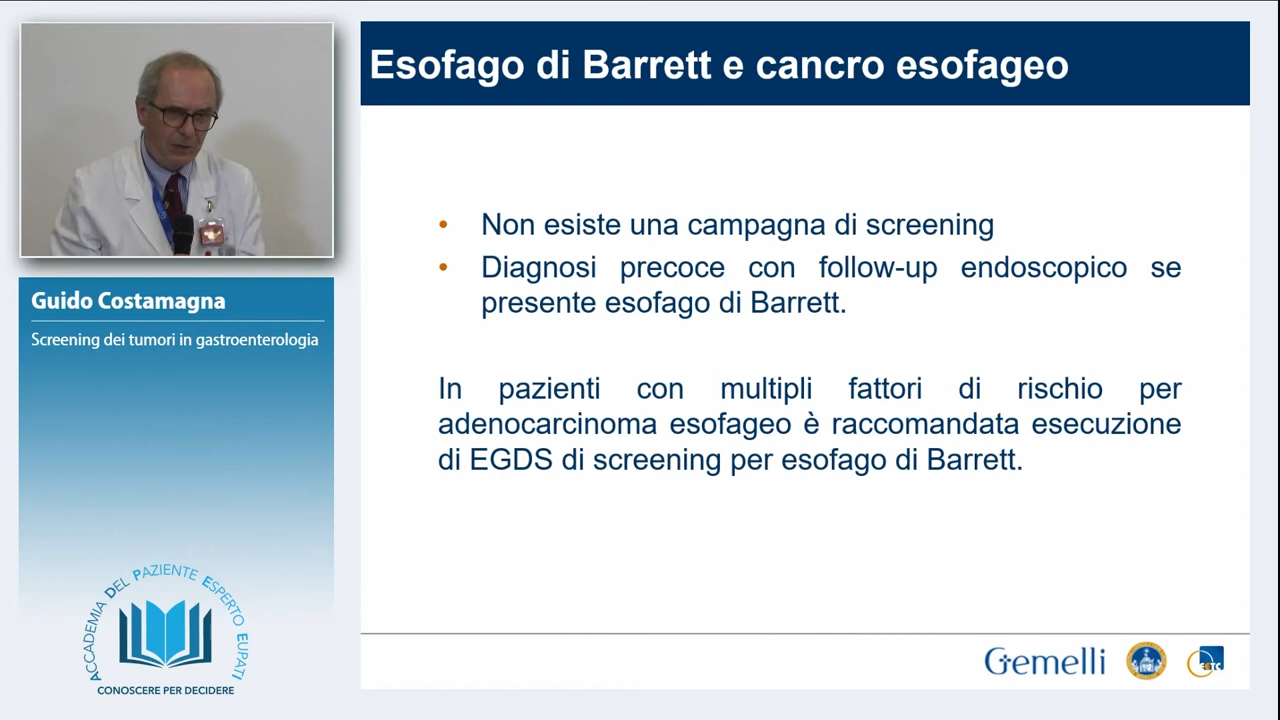 Esofago di Barrett e cancro esofageo
• Non esiste una campagna di screening
• Diagnosi precoce con follow-up endoscopico se
presente esofago di Barrett.
In pazienti con multipli fattori di rischio per
adenocarcinoma esofageo è raccomandata esecuzione
di EGDS di screening per esofago di Barrett.
Guido Costamagna
Screening dei tumori in gastroenterologia
ACCADEMIA DEL PAZIENTE ESPERTO EUPATI
CONOSCERE PER DECIDERE
Gemelli